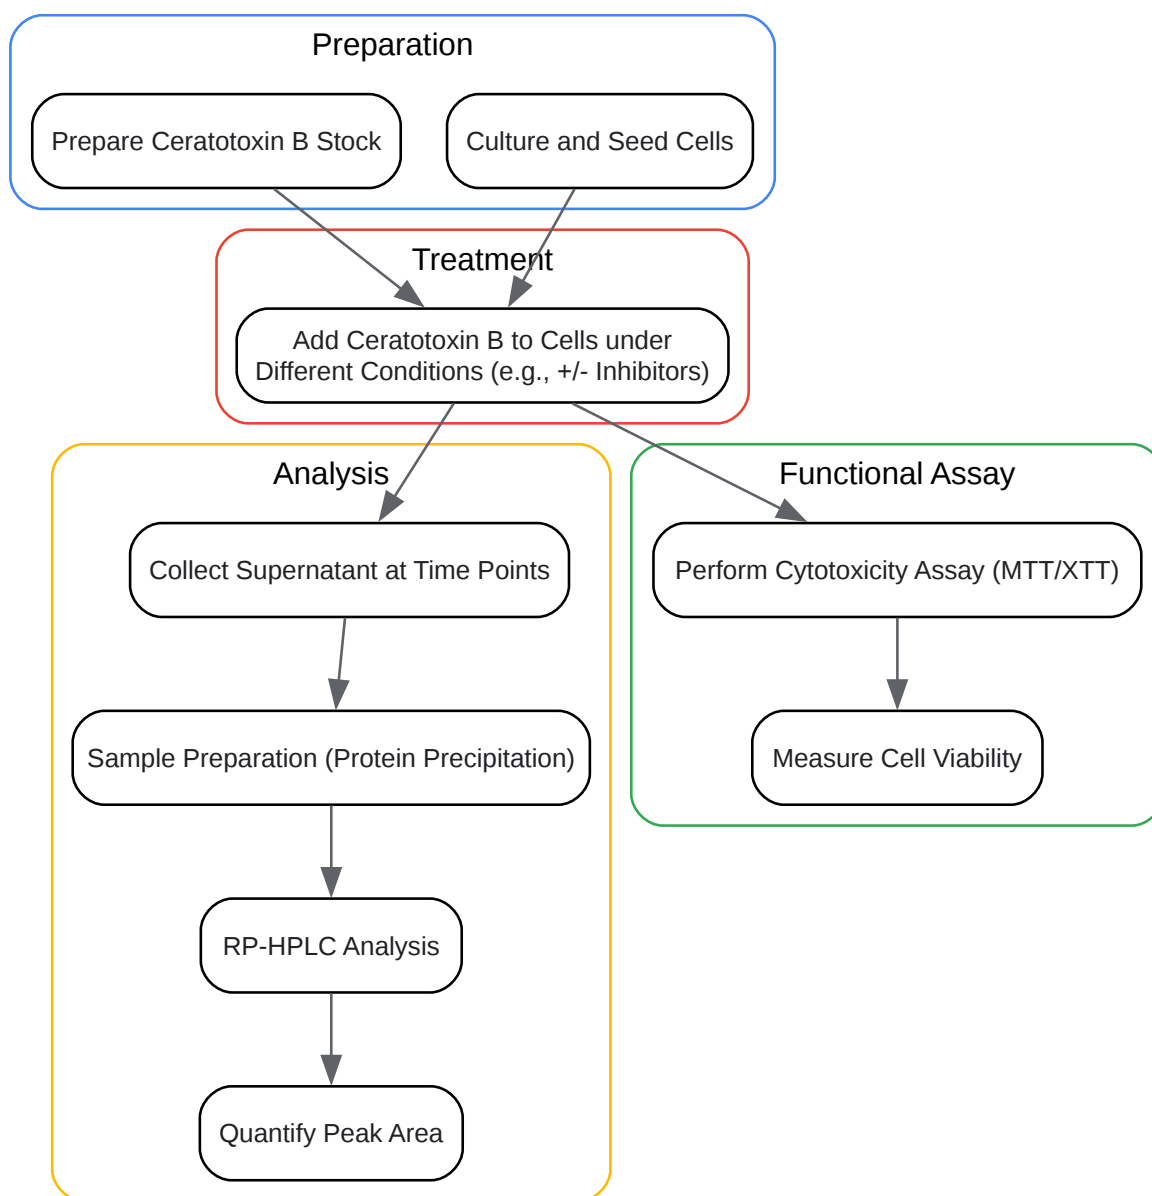 Preparation
Prepare Ceratotoxin B Stock
Culture and Seed Cells
Treatment
Add Ceratotoxin B to Cells under
Different Conditions (e.g., +/- Inhibitors)
Analysis
Functional Assay
Collect Supernatant at Time Points
Perform Cytotoxicity Assay (MTT/XTT)
Sample Preparation (Protein Precipitation)
Measure Cell Viability
RP-HPLC Analysis
Quantify Peak Area